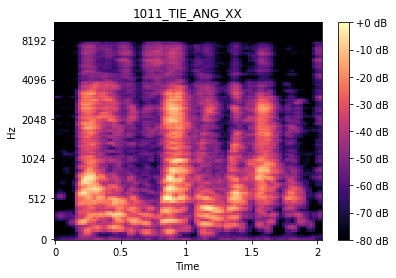 1011_TIE_ANG_XX
+0 dB
8192
-10 dB
4096
-20 dB
-30 dB
2048
Hz
-40 dB
1024
-50 dB
512
-60 dB
-70 dB
0
-80 dB
0 0.5 1 1.5 2
Time